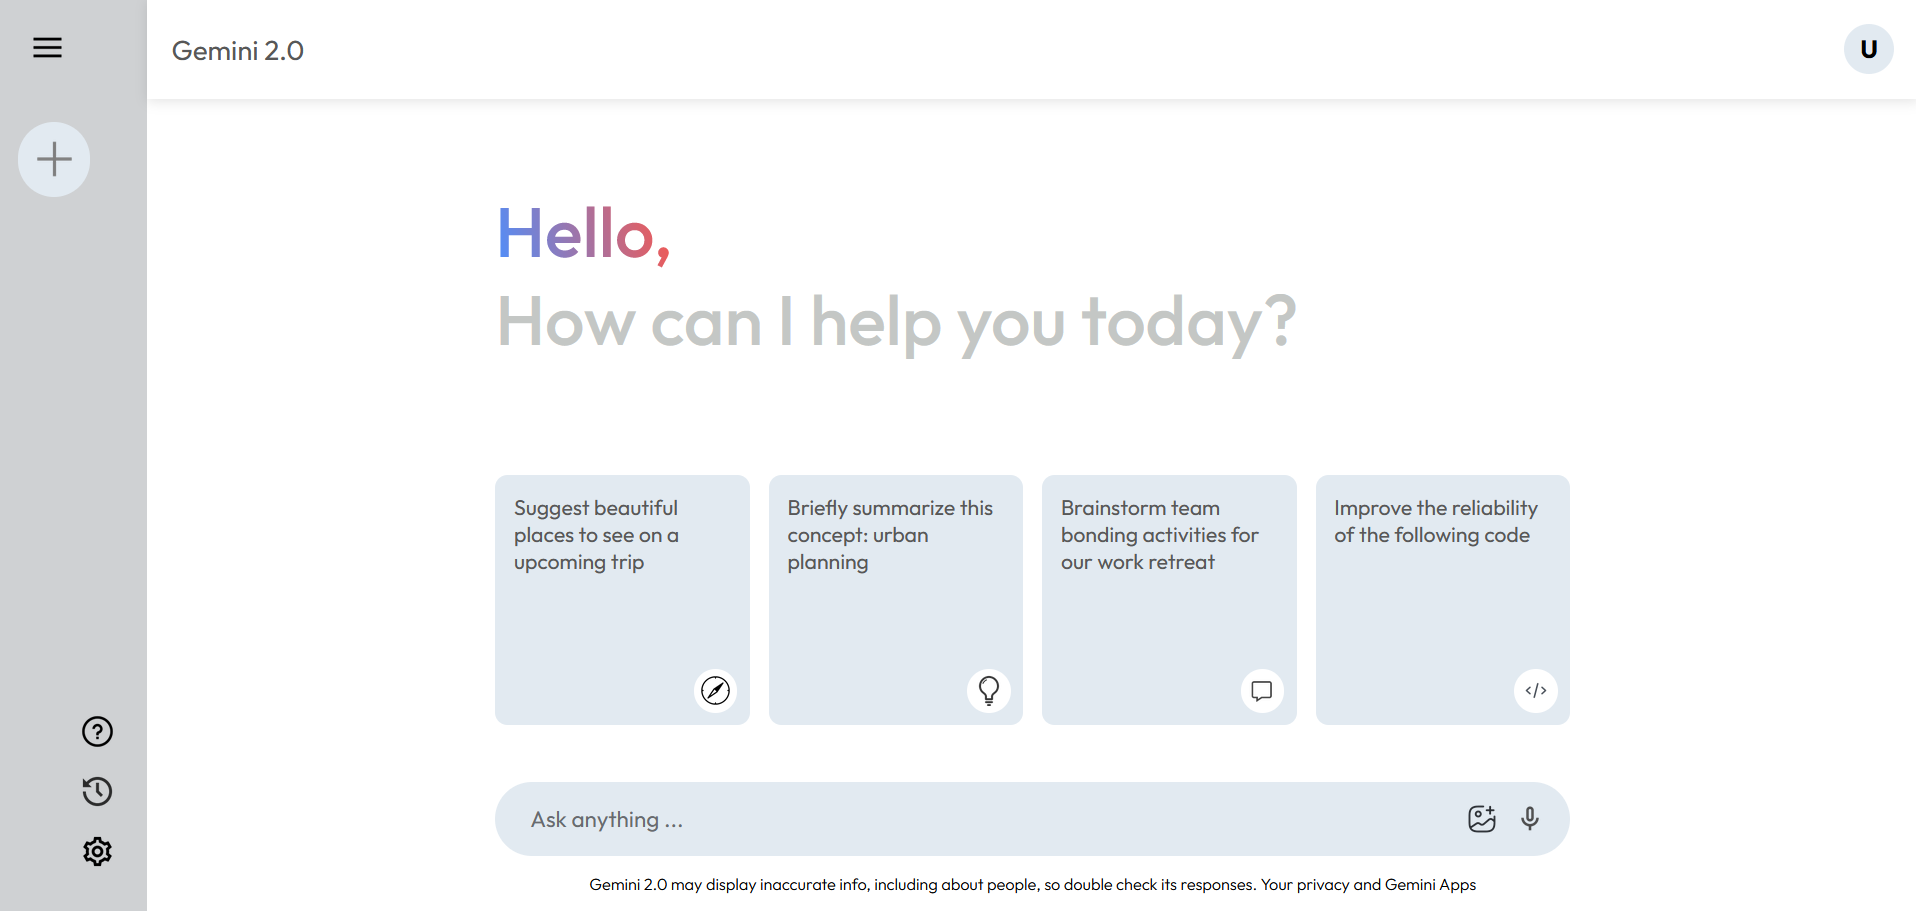 Gemini 2.0
U
Hello,
How can I help you today?
Suggest beautiful
places to see on a
upcoming trip
Briefly summarize this
concept: urban
planning
Brainstorm team
bonding activities for
our work retreat
Improve the reliability
of the following code
Ask anything ...
Gemini 2.0 may display inaccurate info, including about people, so double check its responses. Your privacy and Gemini Apps